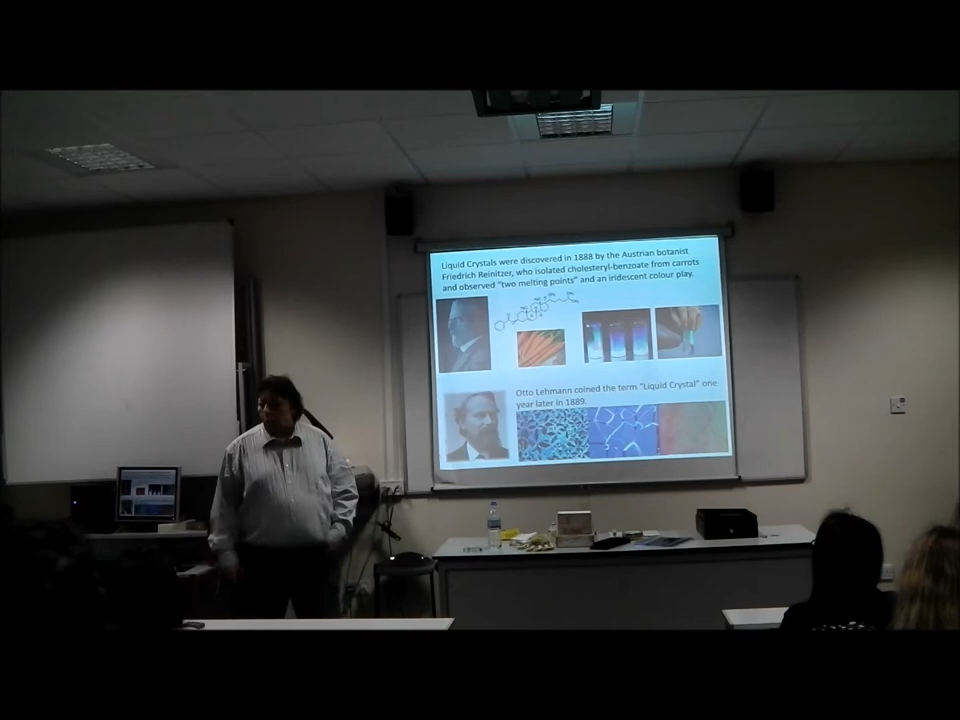 Liquid Crystals were discovered in 1888 by the Austrian botanist
Friedrich Reinitzer, who isolated cholesteryl-benzoate from carrots
and observed "two melting points" and an iridescent colour play.
Otto Lehmann coined the term "Liquid Crystal" one
year later in 1889.